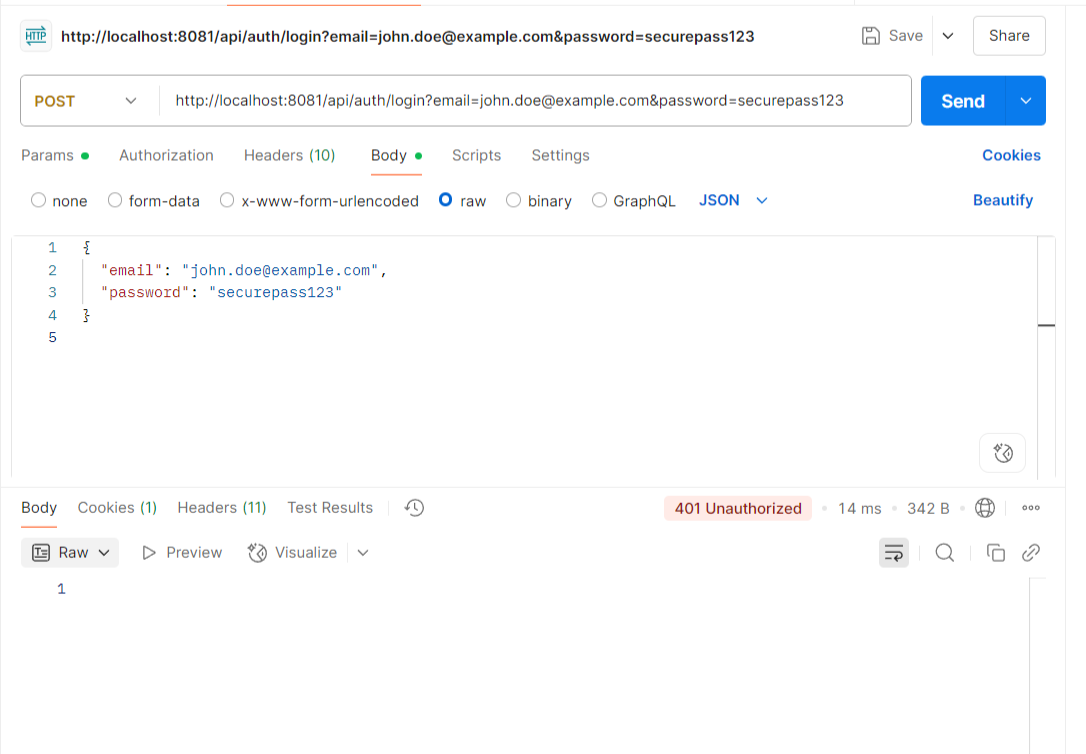 HTTP http://localhost:8081/api/auth/login?email=john.doe@example.com&password=securepass123 Save Share
POST http://localhost:8081/api/auth/login?email=john.doe@example.com&password=securepass123 Send
Params Authorization Headers (10) Body Scripts Settings Cookies
none form-data x-www-form-urlencoded raw binary GraphQL JSON Beautify
1 {
2 "email": "john.doe@example.com",
3 "password": "securepass123"
4 }
5
Body Cookies (1) Headers (11) Test Results 401 Unauthorized 14 ms 342 B
Raw Preview Visualize
1